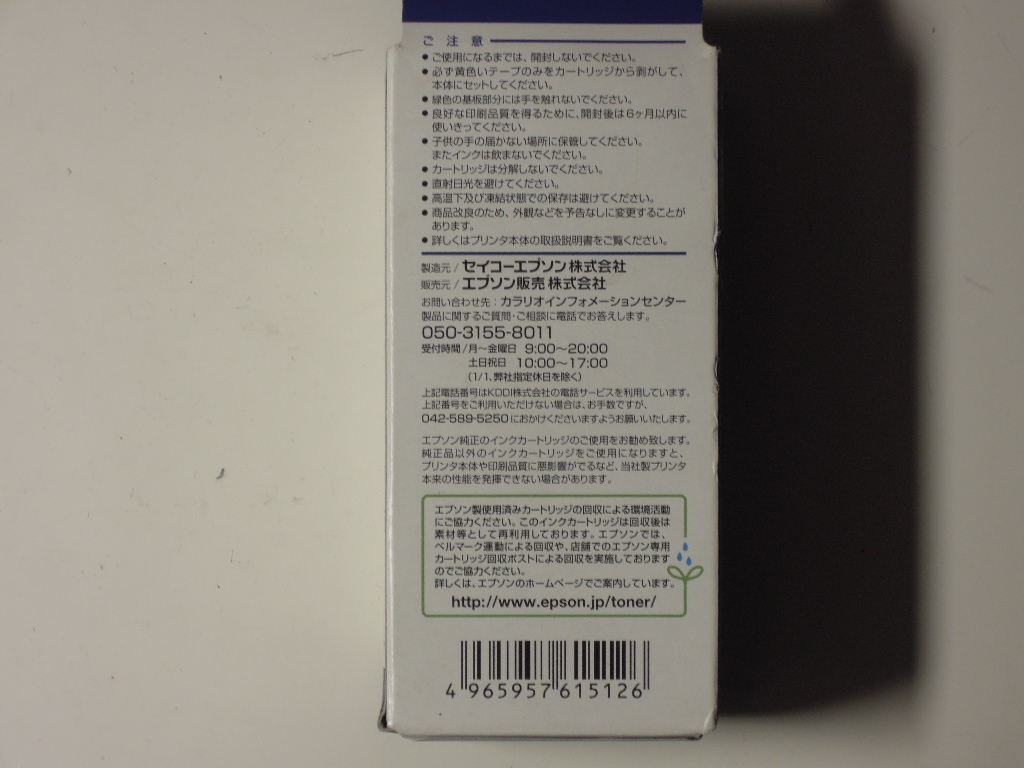 ご注意
●ご使用になるまでは、開封しないでください。
●必ず黄色いテープのみをカートリッジから剥がして、
本体にセットしてください。
●緑色の基板部分には手を触れないでください。
●良好な印刷品質を得るために、開封後は6ヶ月以内に
使いきってください。
●子供の手の届かない場所に保管してください。
またインクは飲まないでください。
●カートリッジは分解しないでください。
●直射日光を避けてください。
●高温下及び凍結状態での保存は避けてください。
●商品改良のため、外観などを予告なしに変更することが
あります。
●詳しくはプリンタ本体の取扱説明書をご覧ください。
製造元/セイコーエプソン株式会社
販売元/エプソン販売株式会社
お問い合わせ先：カラリオインフォメーションセンター
製品に関するご質問・ご相談に電話でお答えします。
050-3155-8011
受付時間/月〜金曜日 9:00〜20:00
土日祝日 10:00〜17:00
（1/1、弊社指定休日を除く）
上記電話番号はKDDI株式会社の電話サービスを利用しています。
上記番号をご利用いただけない場合は、お手数ですが、
042-589-5250におかけくださいますようお願いいたします。
エプソン純正のインクカートリッジのご使用をお勧め致します。
純正品以外のインクカートリッジをご使用になりますと、
プリンタ本体や印刷品質に悪影響がでるなど、当社製プリンタ
本来の性能を発揮できない場合があります。
エプソン製使用済みカートリッジの回収による環境活動
にご協力ください。このインクカートリッジは回収後は
素材等として再利用しております。エプソンでは、
ベルマーク運動による回収や、店舗でのエプソン専用
カートリッジ回収ポストによる回収を実施しております
のでご協力ください。
詳しくは、エプソンのホームページでご案内しています。
http://www.epson.jp/toner/
4 965957 615126